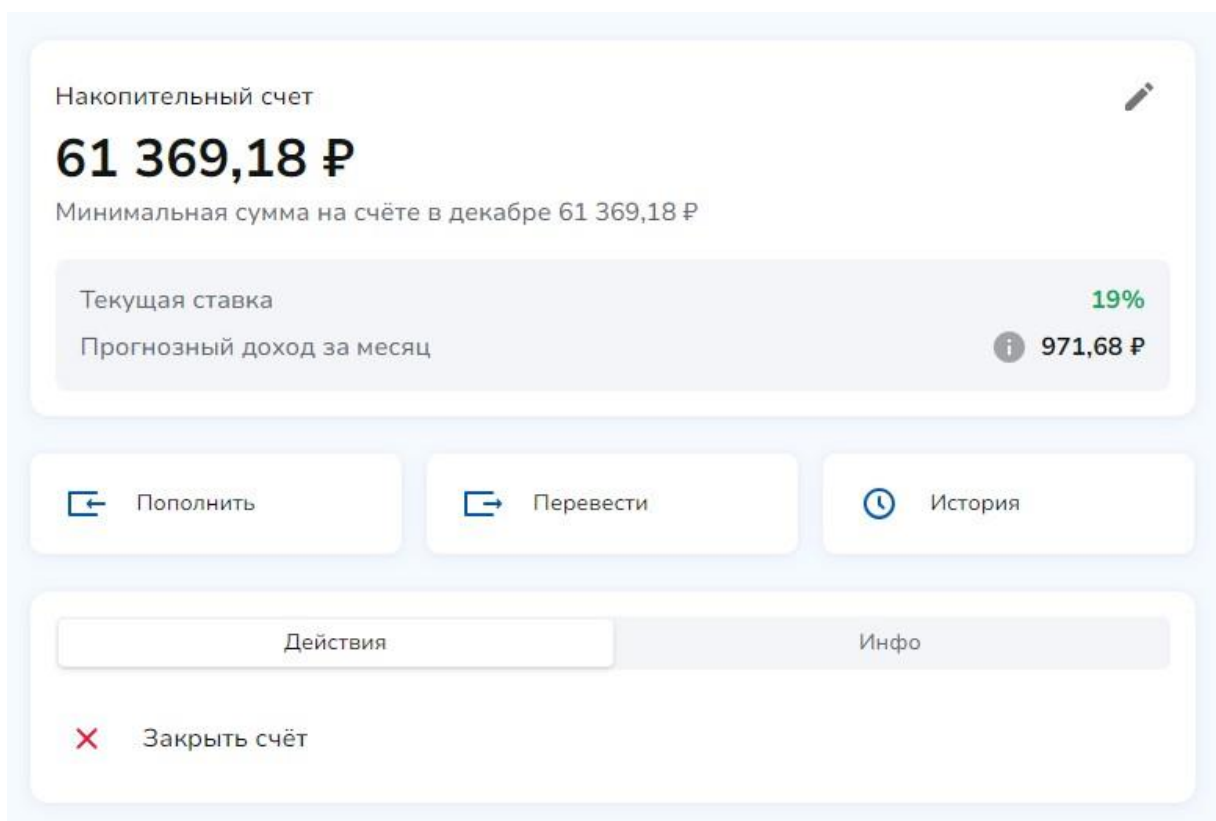 Накопительный счет
61 369,18 ₽
Минимальная сумма на счёте в декабре 61 369,18 ₽
Текущая ставка 19%
Прогнозный доход за месяц 971,68 ₽
Пополнить Перевести История
Действия Инфо
Закрыть счёт